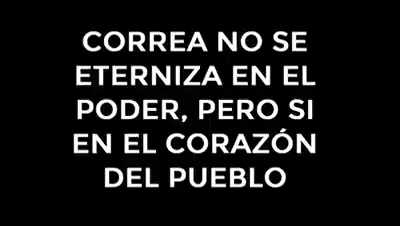 CORREA NO SE
ETERNIZA EN EL
PODER, PERO SI
EN EL CORAZÓN
DEL PUEBLO